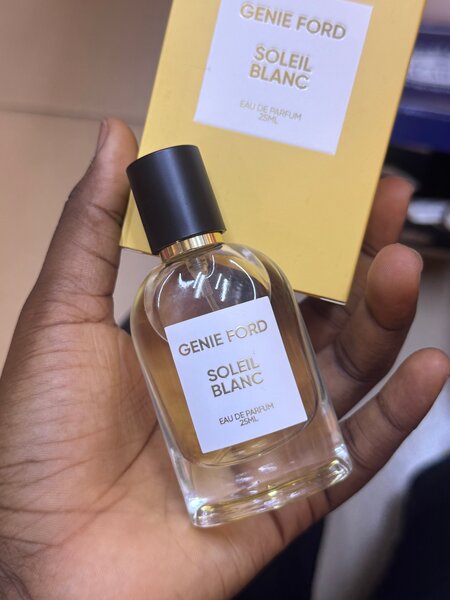 GENIE FORD
SOLEIL
BLANC
EAU DE PARFUM
25ML
GENIE FORD
SOLEIL
BLANC
EAU DE PARFUM
25ML